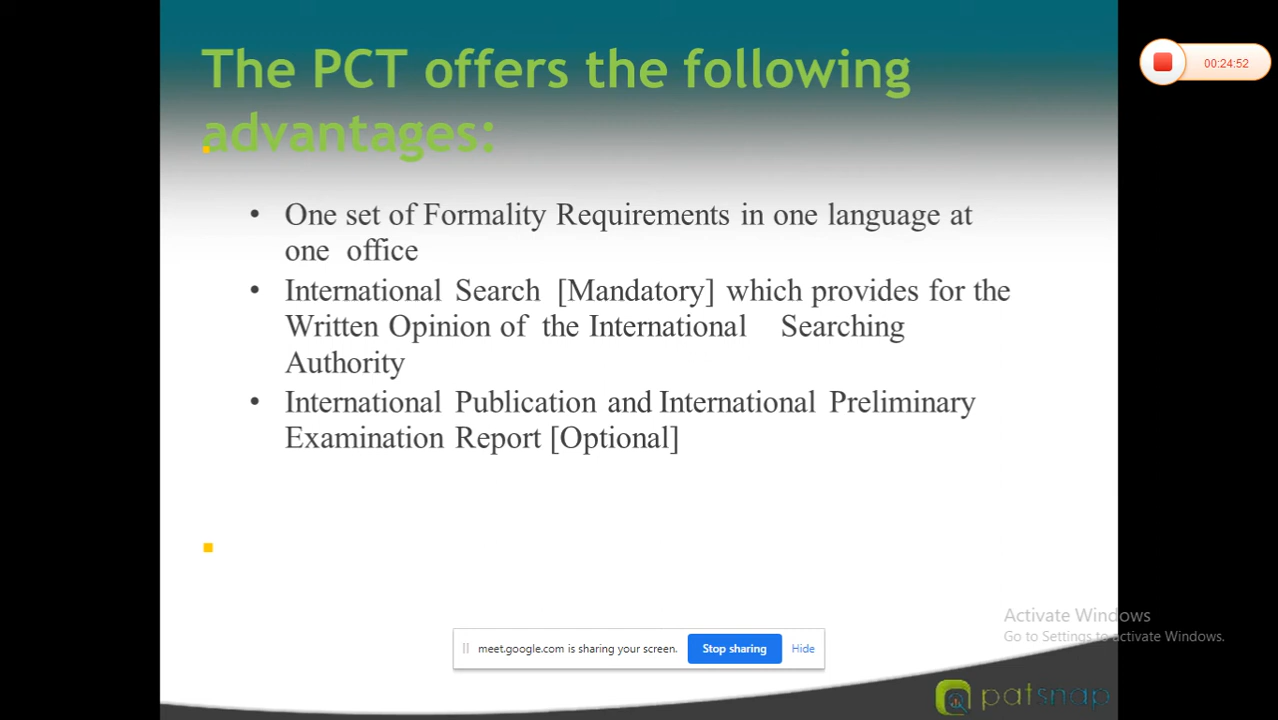 The PCT offers the following
advantages:
00:24:52
• One set of Formality Requirements in one language at
one office
• International Search [Mandatory] which provides for the
Written Opinion of the International Searching
Authority
• International Publication and International Preliminary
Examination Report [Optional]
Activate Windows
Go to Settings to activate Windows.
meet.google.com is sharing your screen.
Stop sharing
Hide
patsnap